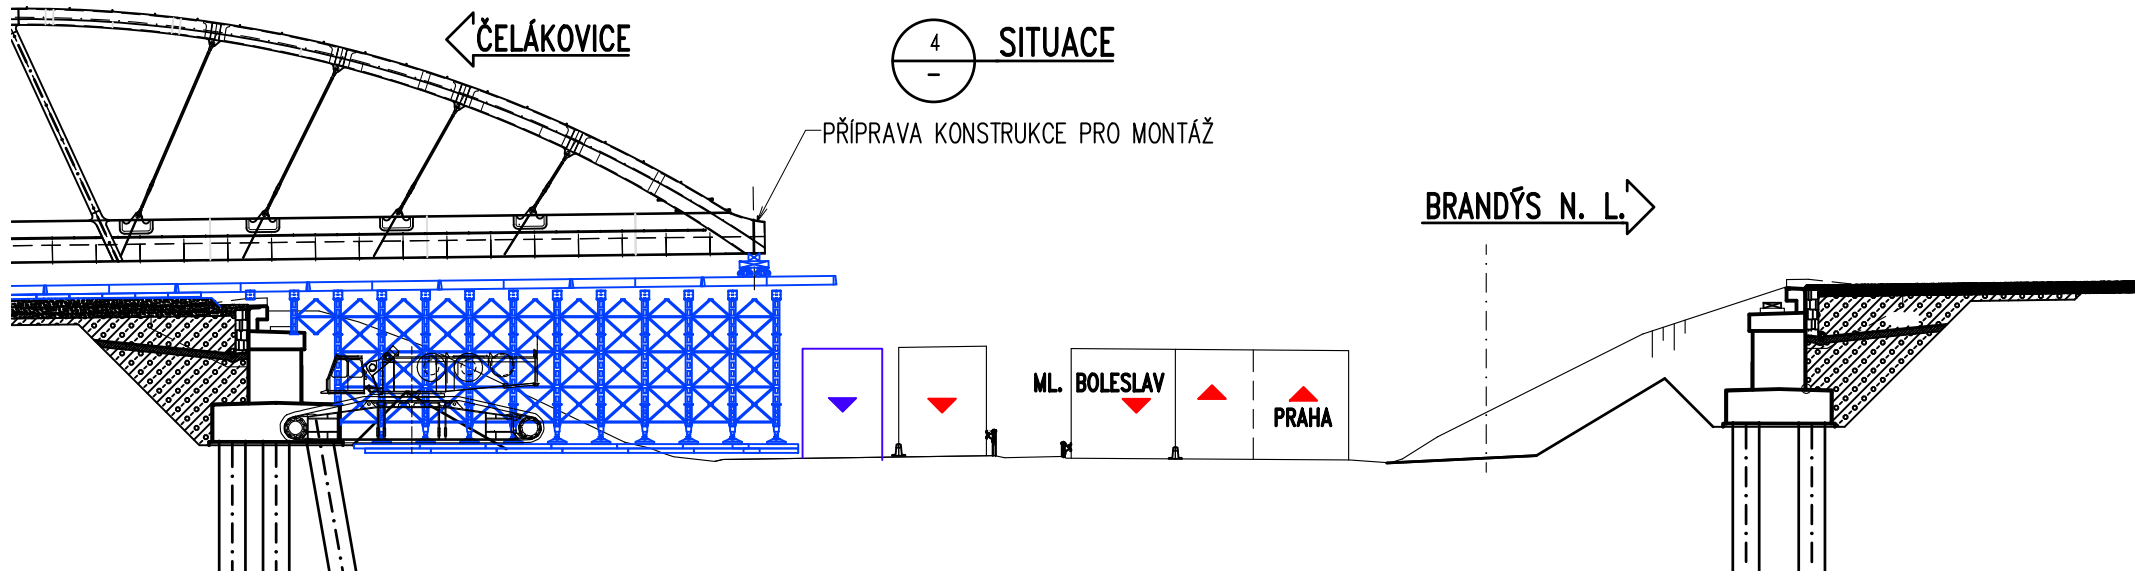 ČELÁKOVICE
4
SITUACE
-
PŘÍPRAVA KONSTRUKCE PRO MONTÁŽ
BRANDÝS N. L.
ML. BOLESLAV
PRAHA